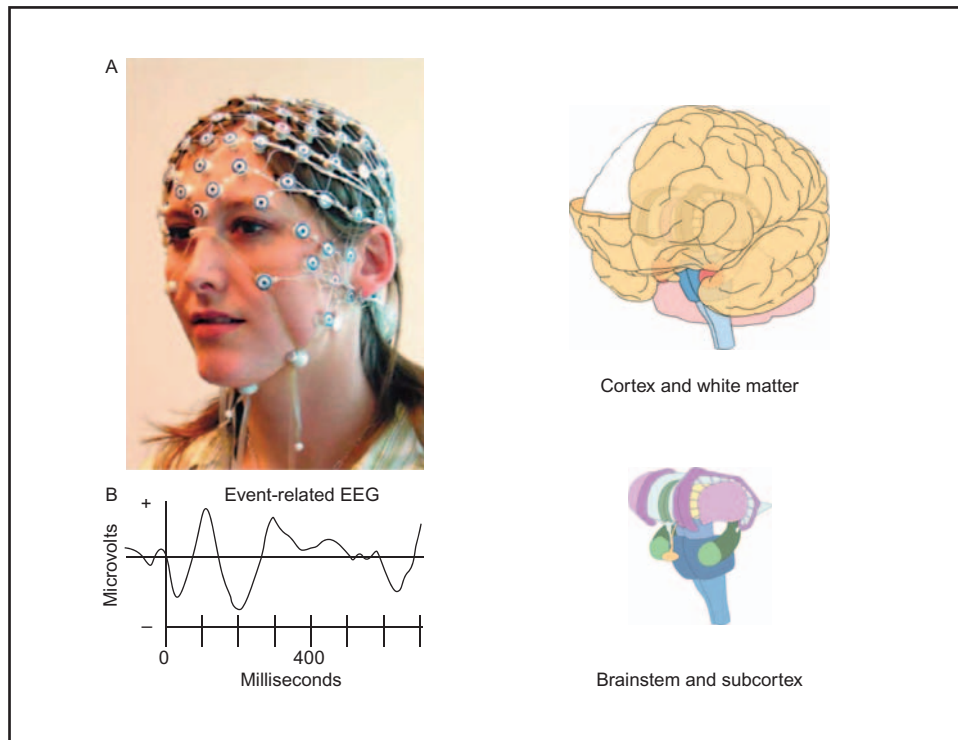 A
Cortex and white matter
B
Event-related EEG
+
Microvolts
–
0
400
Milliseconds
Brainstem and subcortex